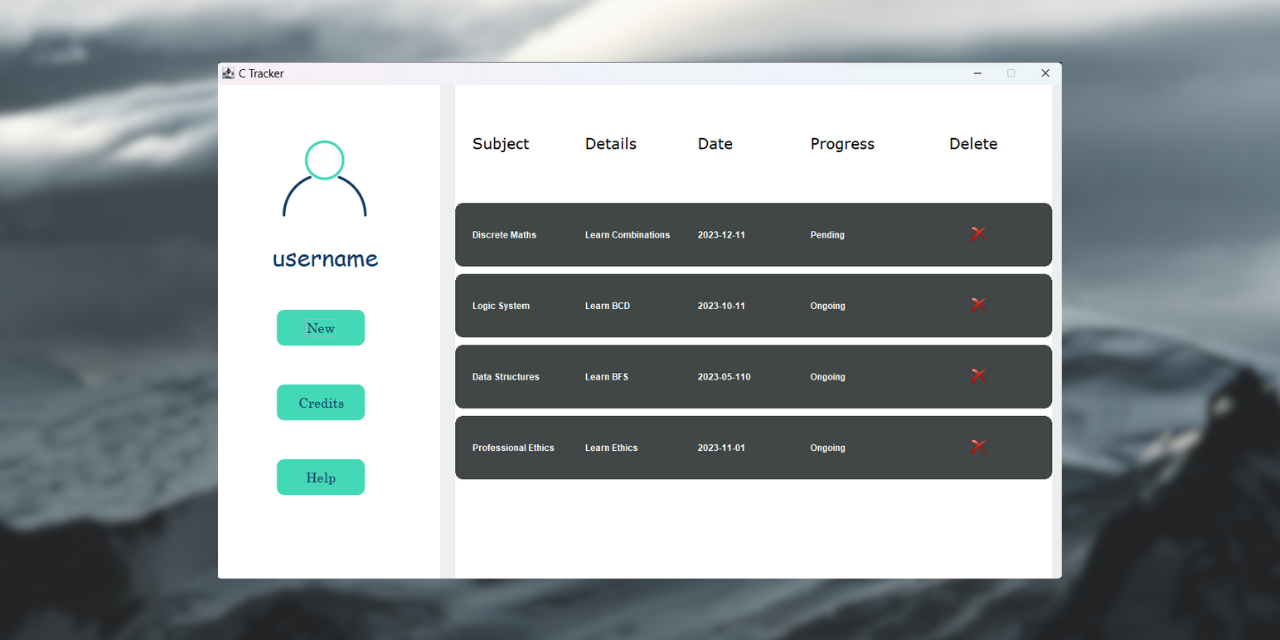 C Tracker
username
New
Credits
Help
Subject Details Date Progress Delete
Discrete Maths Learn Combinations 2023-12-11 Pending
Logic System Learn BCD 2023-10-11 Ongoing
Data Structures Learn BFS 2023-05-110 Ongoing
Professional Ethics Learn Ethics 2023-11-01 Ongoing